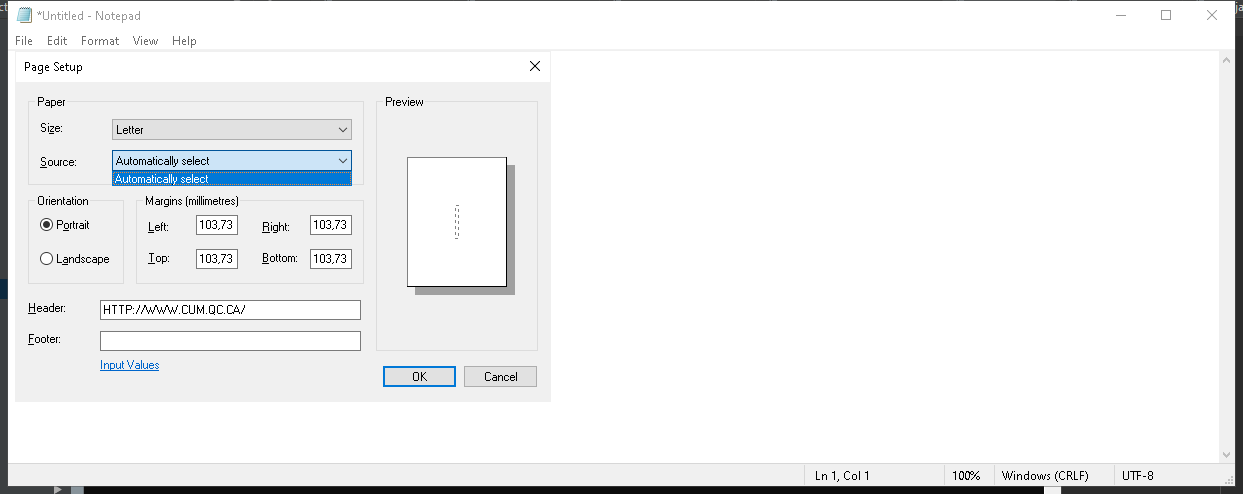 *Untitled - Notepad
File Edit Format View Help
Page Setup
Paper
Size: Letter
Source: Automatically select
Automatically select
Preview
Orientation
Portrait
Landscape
Margins (millimetres)
Left: 103,73 Right: 103,73
Top: 103,73 Bottom: 103,73
Header: HTTP://WWW.CUM.QC.CA/
Footer:
Input Values
OK Cancel
Ln 1, Col 1 100% Windows (CRLF) UTF-8